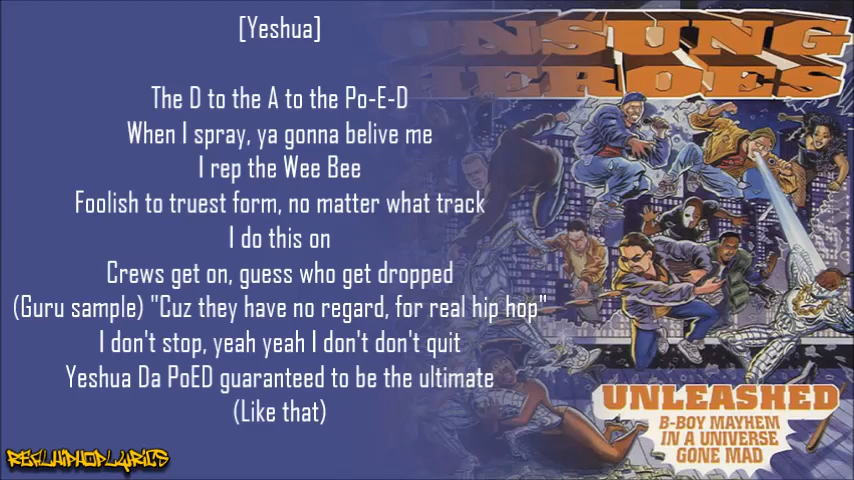 [Yeshua]
The D to the A to the Po-E-D
When I spray, ya gonna belive me
I rep the Wee Bee
Foolish to truest form, no matter what track
I do this on
Crews get on, guess who get dropped
(Guru sample) "Cuz they have no regard, for real hip hop"
I don't stop, yeah yeah I don't don't quit
Yeshua Da PoED guaranteed to be the ultimate
(Like that)
UNSUNG
HEROES
UNLEASHED
B-BOY MAYHEM
IN A UNIVERSE
GONE MAD
REALHIPHOPLYRICS